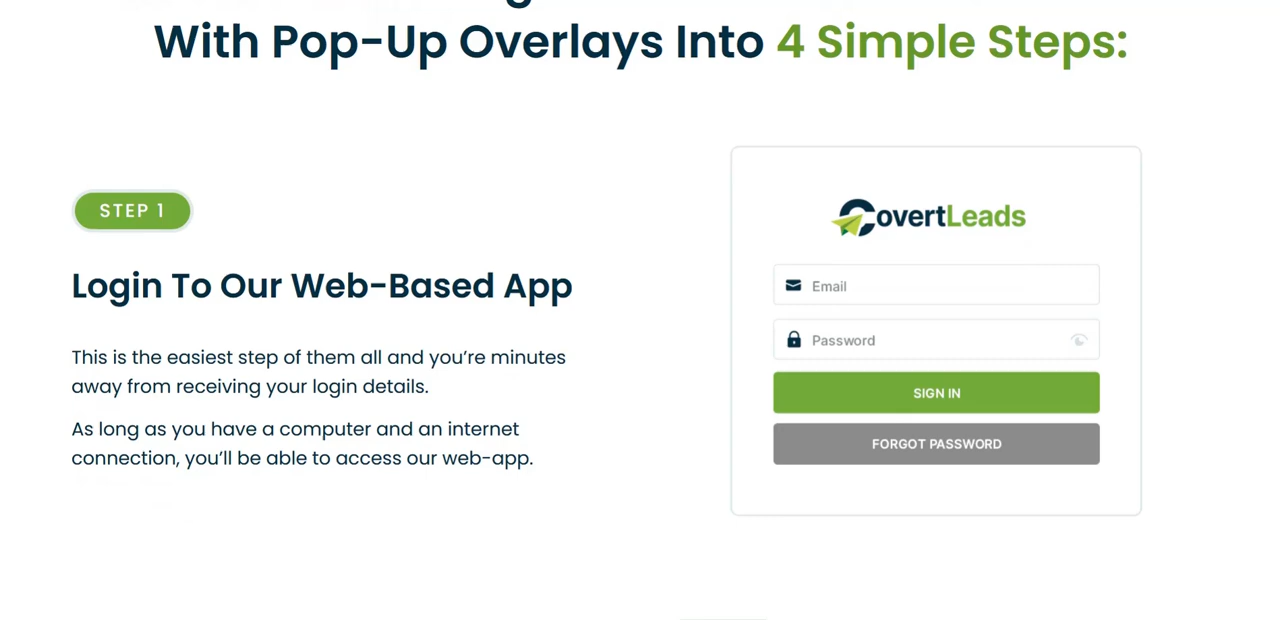 With Pop-Up Overlays Into 4 Simple Steps:
STEP 1
Login To Our Web-Based App
This is the easiest step of them all and you're minutes
away from receiving your login details.
As long as you have a computer and an internet
connection, you'll be able to access our web-app.
CovertLeads
Email
Password
SIGN IN
FORGOT PASSWORD